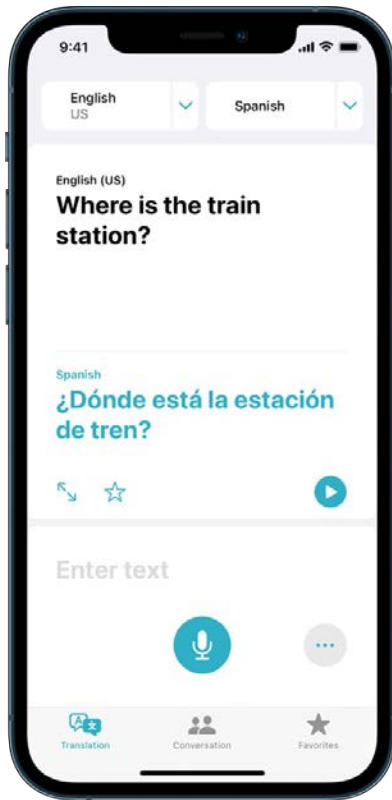 9:41
English
US
Spanish
English (US)
Where is the train
station?
Spanish
¿Dónde está la estación
de tren?
Enter text
Translation
Conversation
Favorites